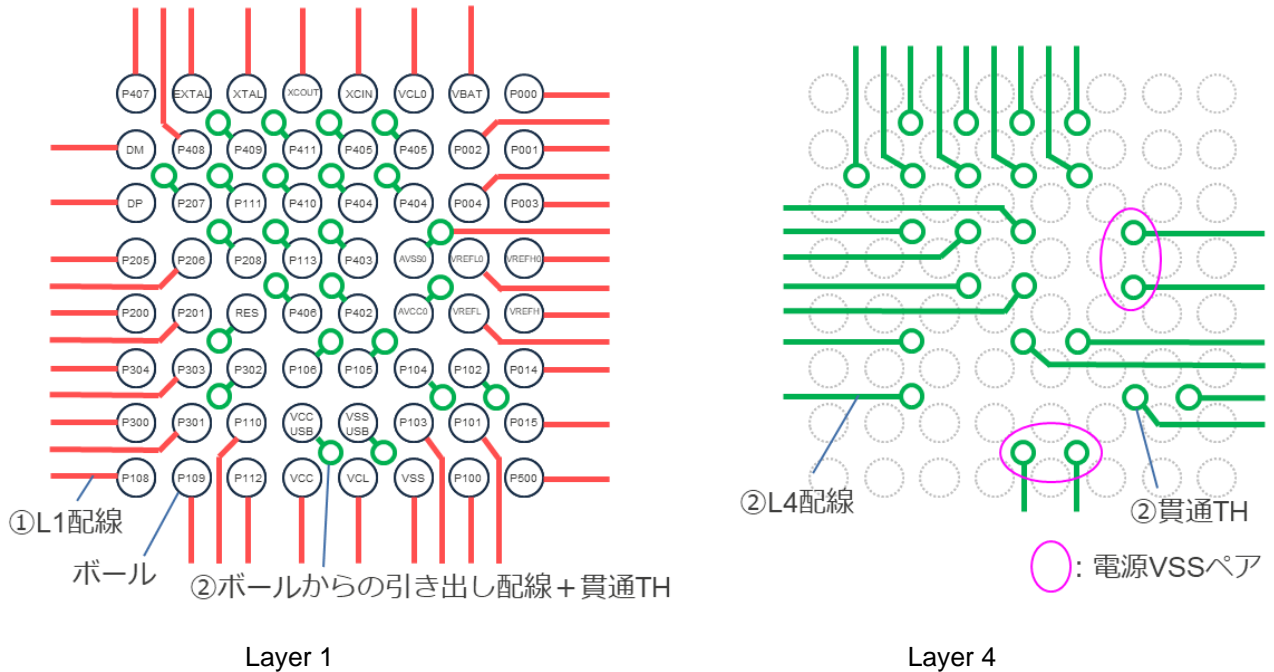 P407 EXTAL XTAL XCOUT XCIN VCL0 VBAT P000
DM P408 P409 P411 P405 P405 P002 P001
DP P207 P111 P410 P404 P404 P004 P003
P205 P206 P208 P113 P403 AVSS0 VREFL0 VREFH0
P200 P201 RES P406 P402 AVCC0 VREFL VREFH
P304 P303 P302 P106 P105 P104 P102 P014
P300 P301 P110 VCC USB VSS USB P103 P101 P015
P108 P109 P112 VCC VCL VSS P100 P500
①L1配線
ボール
②ボールからの引き出し配線+貫通TH
②L4配線
②貫通TH
: 電源VSSペア
Layer 1
Layer 4